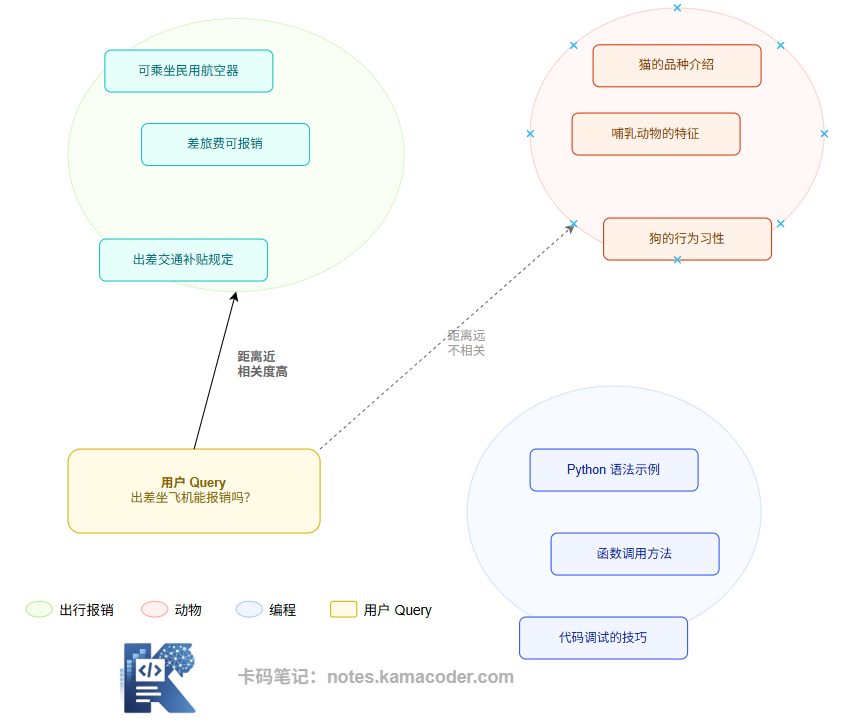 可乘坐民用航空器
差旅费可报销
出差交通补贴规定
猫的品种介绍
哺乳动物的特征
狗的行为习性
距离近
相关度高
距离远
不相关
用户 Query
出差坐飞机能报销吗？
Python 语法示例
函数调用方法
代码调试的技巧
出行报销
动物
编程
用户 Query
卡码笔记：notes.kamacoder.com